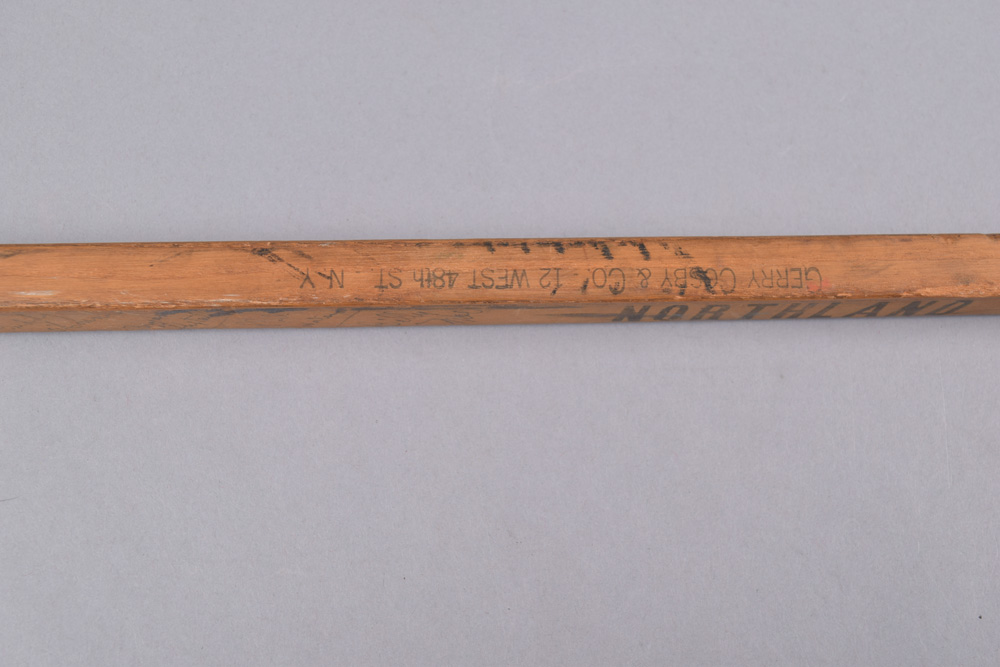 GERRY COSBY & CO. 12 WEST 48th ST N.Y
NORTHLAND